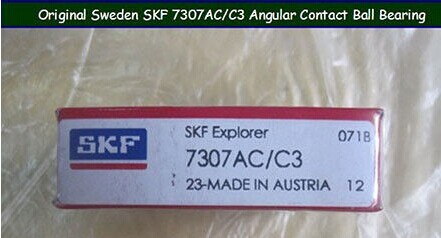 Original Sweden SKF 7307AC/C3 Angular Contact Ball Bearing
SKF
SKF Explorer 071B
7307AC/C3
23-MADE IN AUSTRIA 12